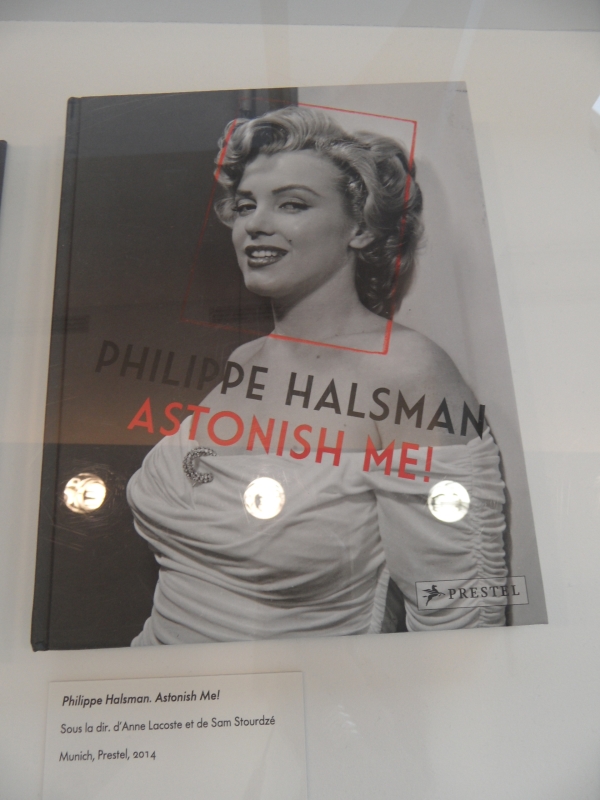 PHILIPPE HALSMAN
ASTONISH ME!
PRESTEL
Philippe Halsman. Astonish Me!
Sous la dir. d'Anne Lacoste et de Sam Stourdzé
Munich, Prestel, 2014